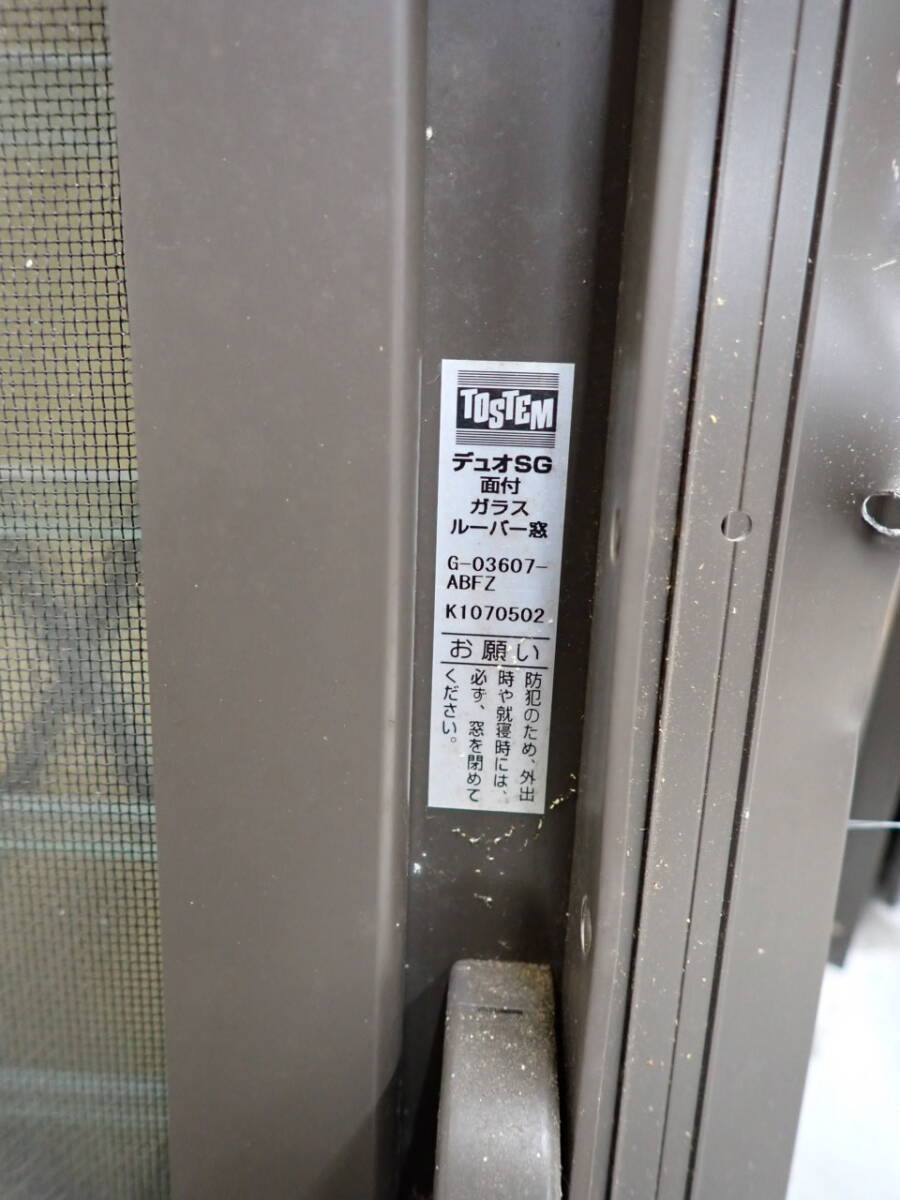 TOSTEM
デュオSG
面付
ガラス
ルーバー窓
G-03607-
ABFZ
K1070502
お願い
防犯のため、外出
時や就寝時には、
必ず、窓を閉めて
ください。